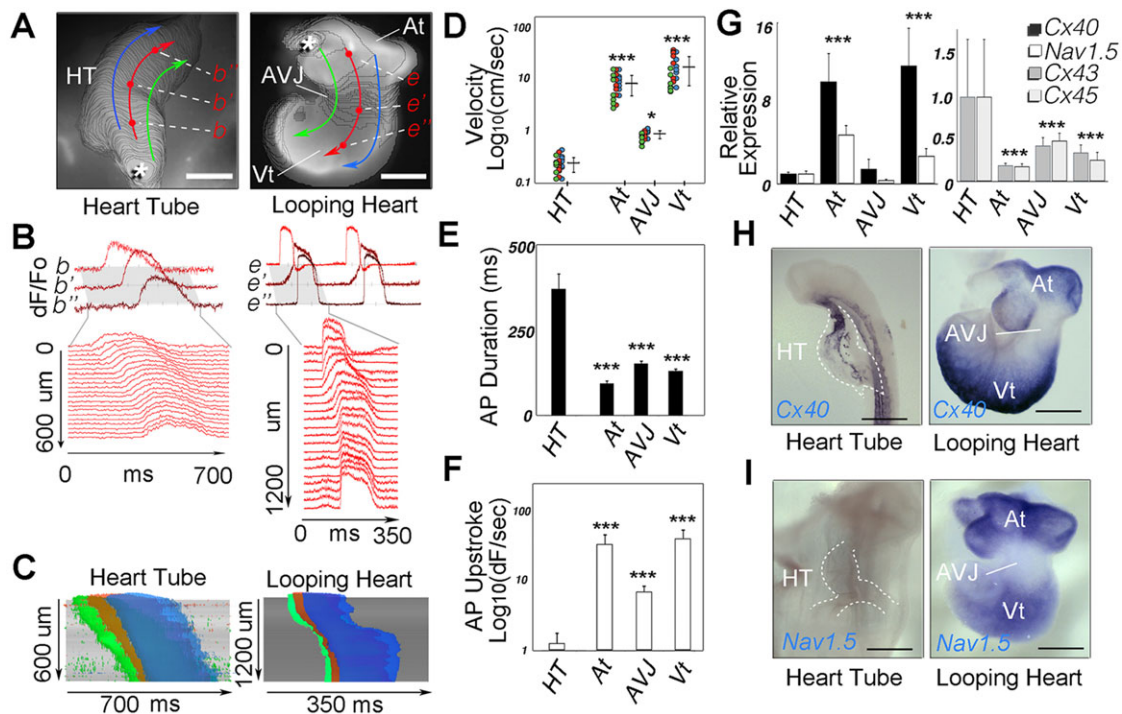 A
HT
b''
b'
b
*
Heart Tube
At
AVJ
*
e
e'
e''
Vt
Looping Heart
B
dF/Fo
b
b'
b''
e
e'
e''
0
600 um
0 ms 700
0
um
1200
0 ms 350
C
Heart Tube
600 um
700 ms
Looping Heart
1200 um
350 ms
D
Velocity
Log10(cm/sec)
100
10
1
0.1
***
*
***
HT
At
AVJ
Vt
E
AP Duration (ms)
500
250
0
***
***
***
HT
At
AVJ
Vt
F
AP Upstroke
Log10(dF/sec)
100
10
1
***
***
***
HT
At
AVJ
Vt
G
Relative
Expression
16
8
0
***
***
HT
At
AVJ
Vt
Cx40
Nav1.5
Cx43
Cx45
1.5
1.0
0.5
0
***
***
***
HT
At
AVJ
Vt
H
HT
Cx40
Heart Tube
At
AVJ
Vt
Cx40
Looping Heart
I
HT
Nav1.5
Heart Tube
At
AVJ
Vt
Nav1.5
Looping Heart